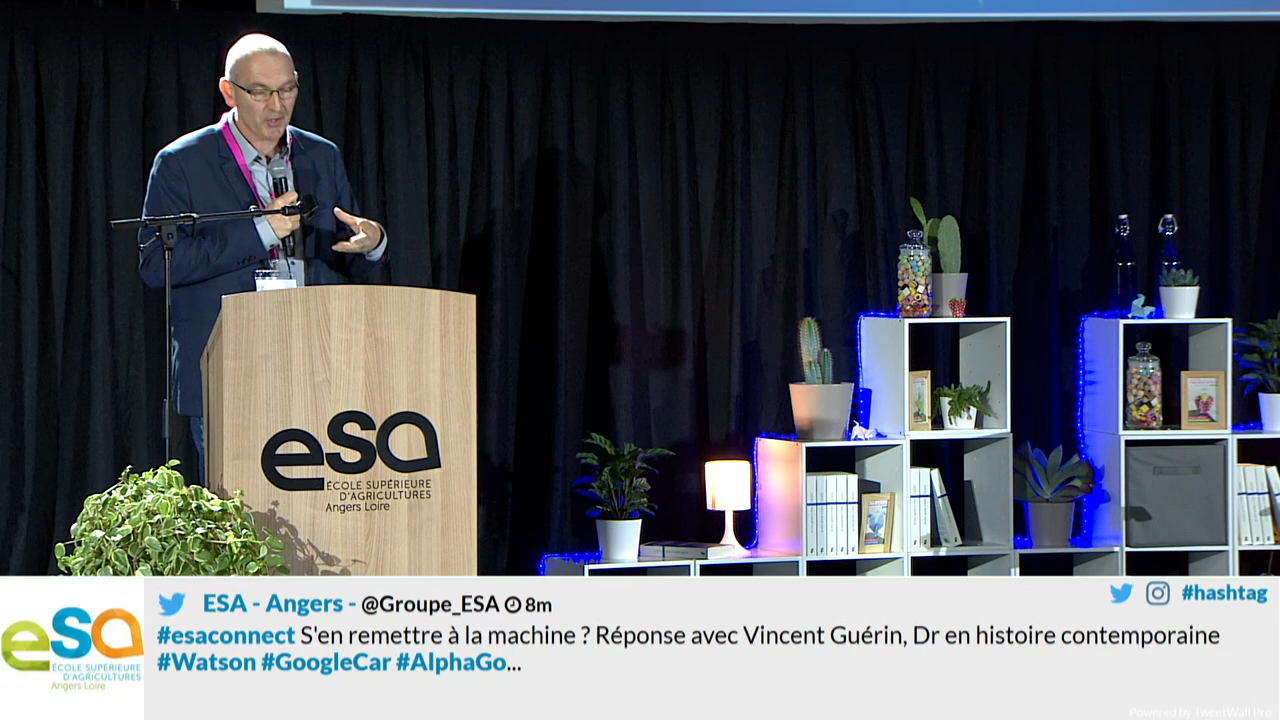 esa
ÉCOLE SUPÉRIEURE
D'AGRICULTURES
Angers Loire
esa
ÉCOLE SUPÉRIEURE
D'AGRICULTURES
Angers Loire
ESA - Angers - @Groupe_ESA 8m
#hashtag
#esaconnect S'en remettre à la machine ? Réponse avec Vincent Guérin, Dr en histoire contemporaine
#Watson #GoogleCar #AlphaGo...
Powered by TweetWall Pro